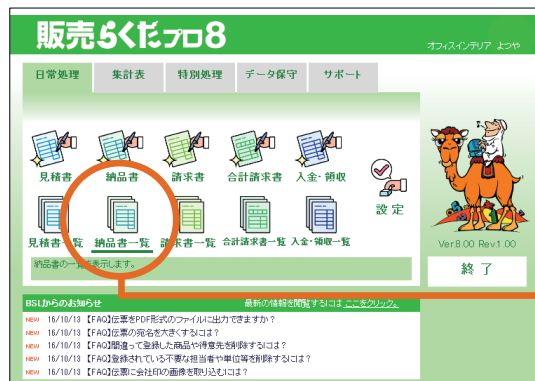 販売らくだプロ8
オフィスインテリア よつや
日常処理 集計表 特別処理 データ保守 サポート
見積書 納品書 請求書 合計請求書 入金・領収
設定
見積書一覧 納品書一覧 請求書一覧 合計請求書一覧 入金・領収一覧
納品書の一覧を表示します。
Ver8.00 Rev1.00
終了
BSLからのお知らせ 最新の情報を閲覧するにはここをクリック。
NEW 16/10/13 【FAQ】伝票をPDF形式のファイルに出力できますか？
NEW 16/10/13 【FAQ】伝票の宛名を大きくするには？
NEW 16/10/13 【FAQ】間違って登録した商品や得意先を削除するには？
NEW 16/10/13 【FAQ】登録されている不要な担当者や単位等を削除するには？
NEW 16/10/13 【FAQ】伝票に会社印の画像を取り込むには？